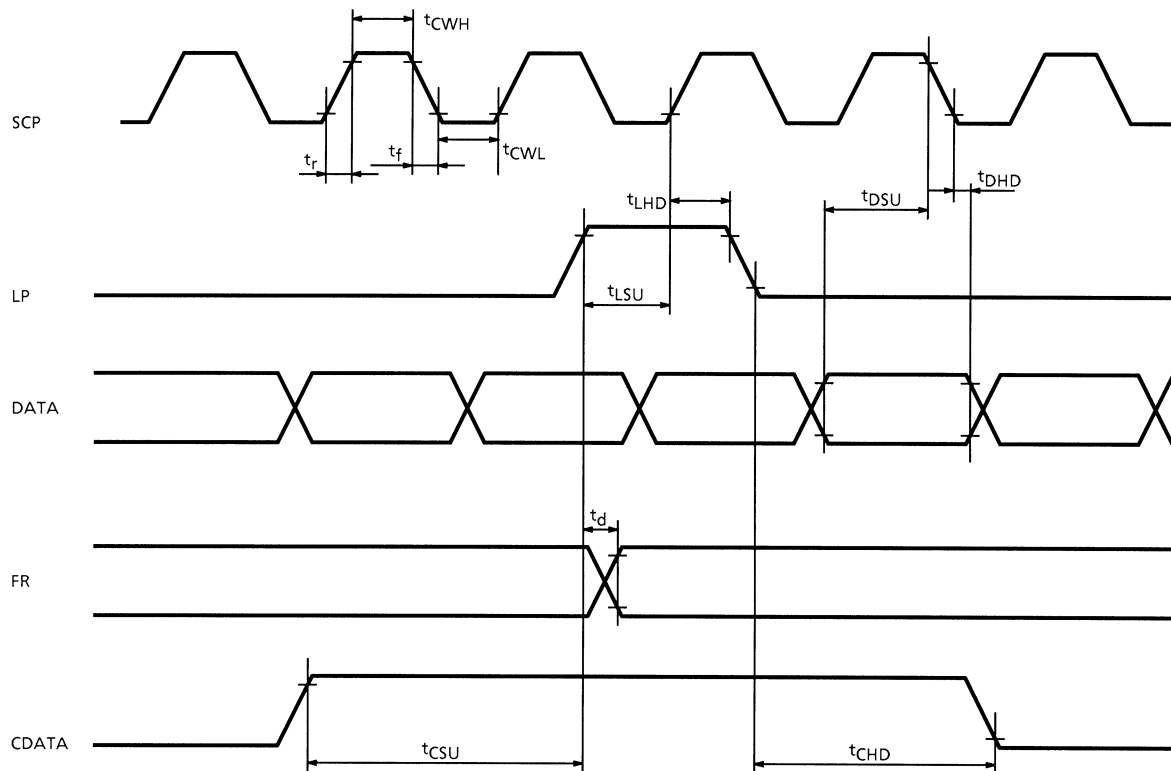 tCWH
SCP
tr
tf
tCWL
tDHD
tLHD
tDSU
LP
tLSU
DATA
td
FR
CDATA
tCSU
tCHD